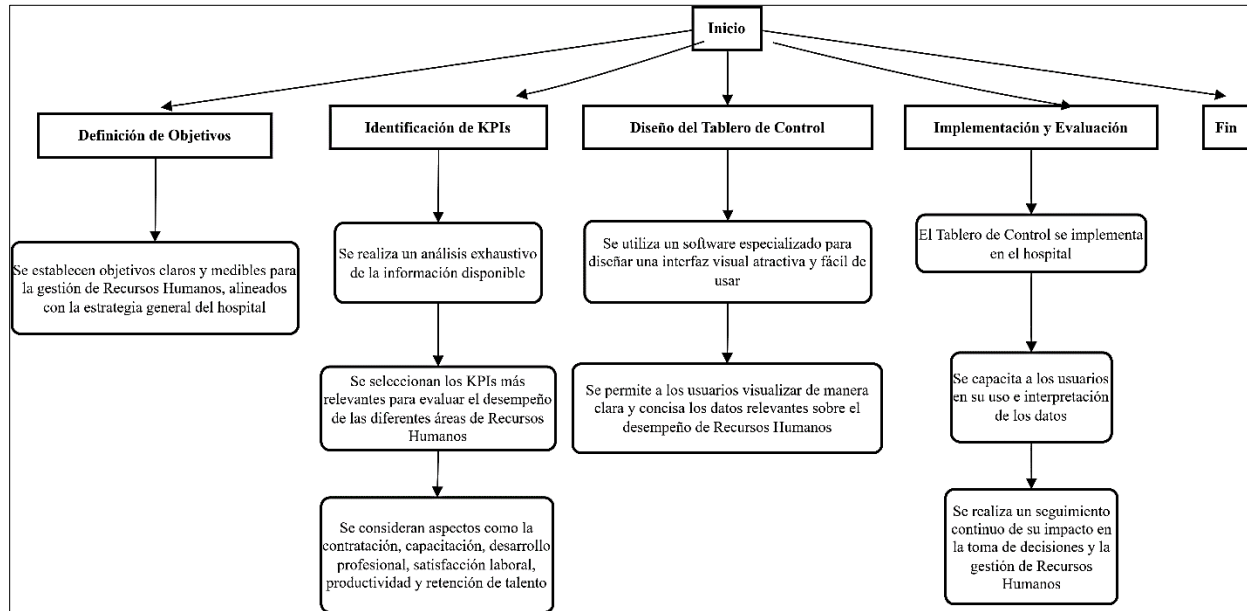 Inicio
Definición de Objetivos
Identificación de KPIs
Diseño del Tablero de Control
Implementación y Evaluación
Fin
Se establecen objetivos claros y medibles para
la gestión de Recursos Humanos, alineados
con la estrategia general del hospital
Se realiza un análisis exhaustivo
de la información disponible
Se seleccionan los KPIs más
relevantes para evaluar el desempeño
de las diferentes áreas de Recursos
Humanos
Se consideran aspectos como la
contratación, capacitación, desarrollo
profesional, satisfacción laboral,
productividad y retención de talento
Se utiliza un software especializado para
diseñar una interfaz visual atractiva y fácil de
usar
Se permite a los usuarios visualizar de manera
clara y concisa los datos relevantes sobre el
desempeño de Recursos Humanos
El Tablero de Control se implementa
en el hospital
Se capacita a los usuarios
en su uso e interpretación
de los datos
Se realiza un seguimiento
continuo de su impacto en
la toma de decisiones y la
gestión de Recursos
Humanos